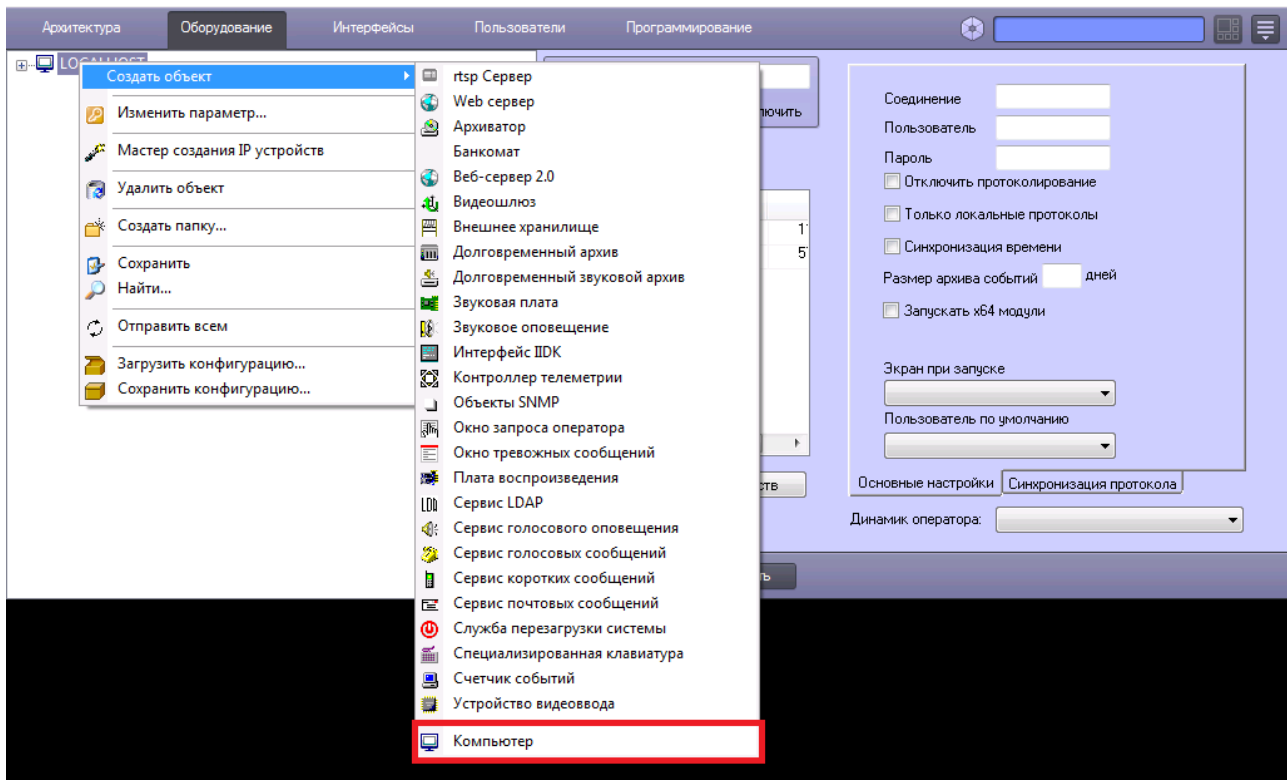 Архитектура
Оборудование
Интерфейсы
Пользователи
Программирование
LOCALHOST
Создать объект
Изменить параметр...
Мастер создания IP устройств
Удалить объект
Создать папку...
Сохранить
Найти...
Отправить всем
Загрузить конфигурацию...
Сохранить конфигурацию...
rtsp Сервер
Web сервер
Архиватор
Банкомат
Веб-сервер 2.0
Видеошлюз
Внешнее хранилище
Долговременный архив
Долговременный звуковой архив
Звуковая плата
Звуковое оповещение
Интерфейс IIDK
Контроллер телеметрии
Объекты SNMP
Окно запроса оператора
Окно тревожных сообщений
Плата воспроизведения
Сервис LDAP
Сервис голосового оповещения
Сервис голосовых сообщений
Сервис коротких сообщений
Сервис почтовых сообщений
Служба перезагрузки системы
Специализированная клавиатура
Счетчик событий
Устройство видеоввода
Компьютер
лючить
ств
ь
Соединение
Пользователь
Пароль
Отключить протоколирование
Только локальные протоколы
Синхронизация времени
Размер архива событий дней
Запускать x64 модули
Экран при запуске
Пользователь по умолчанию
Основные настройки
Синхронизация протокола
Динамик оператора: